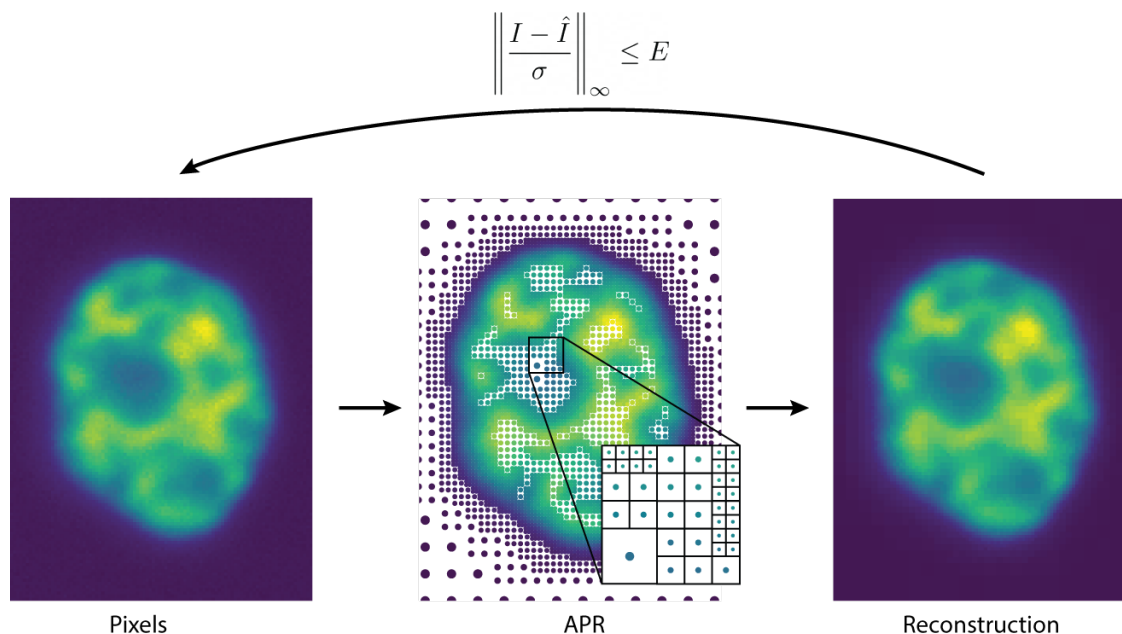 ‖ (I − Î) / σ ‖∞ ≤ E
Pixels
APR
Reconstruction